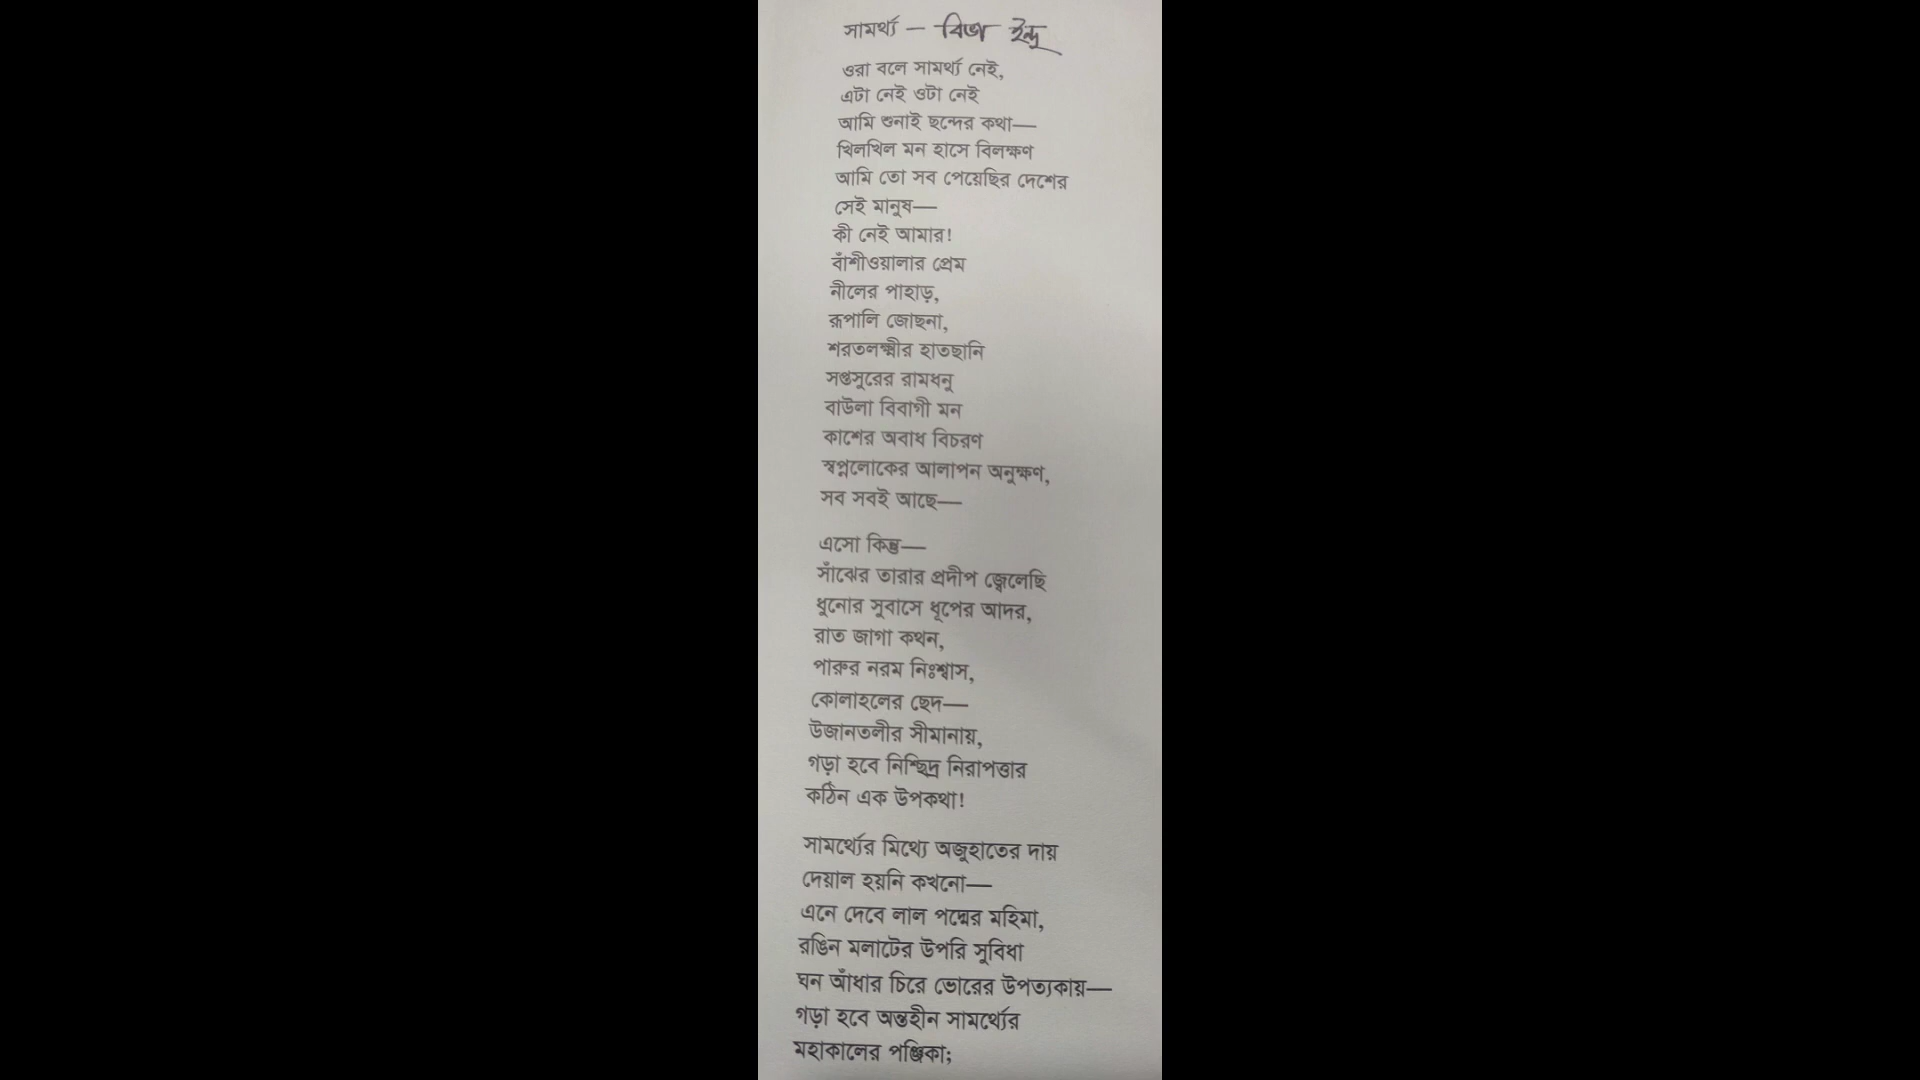 সামর্থ্য — বিভা ইন্দু
ওরা বলে সামর্থ্য নেই,
এটা নেই ওটা নেই
আমি শুনাই ছন্দের কথা—
খিলখিল মন হাসে বিলক্ষণ
আমি তো সব পেয়েছির দেশের
সেই মানুষ—
কী নেই আমার!
বাঁশীওয়ালার প্রেম
নীলের পাহাড়,
রূপালি জোছনা,
শরতলক্ষ্মীর হাতছানি
সপ্তসুরের রামধনু
বাউলা বিবাগী মন
কাশের অবাধ বিচরণ
স্বপ্নলোকের আলাপন অনুক্ষণ,
সব সবই আছে—
এসো কিন্তু—
সাঁঝের তারার প্রদীপ জ্বেলেছি
ধুনোর সুবাসে ধূপের আদর,
রাত জাগা কথন,
পারুর নরম নিঃশ্বাস,
কোলাহলের ছেদ—
উজানতলীর সীমানায়,
গড়া হবে নিশ্ছিদ্র নিরাপত্তার
কঠিন এক উপকথা!
সামর্থ্যের মিথ্যে অজুহাতের দায়
দেয়াল হয়নি কখনো—
এনে দেবে লাল পদ্মের মহিমা,
রঙিন মলাটের উপরি সুবিধা
ঘন আঁধার চিরে ভোরের উপত্যকায়—
গড়া হবে অন্তহীন সামর্থ্যের
মহাকালের পঞ্জিকা;